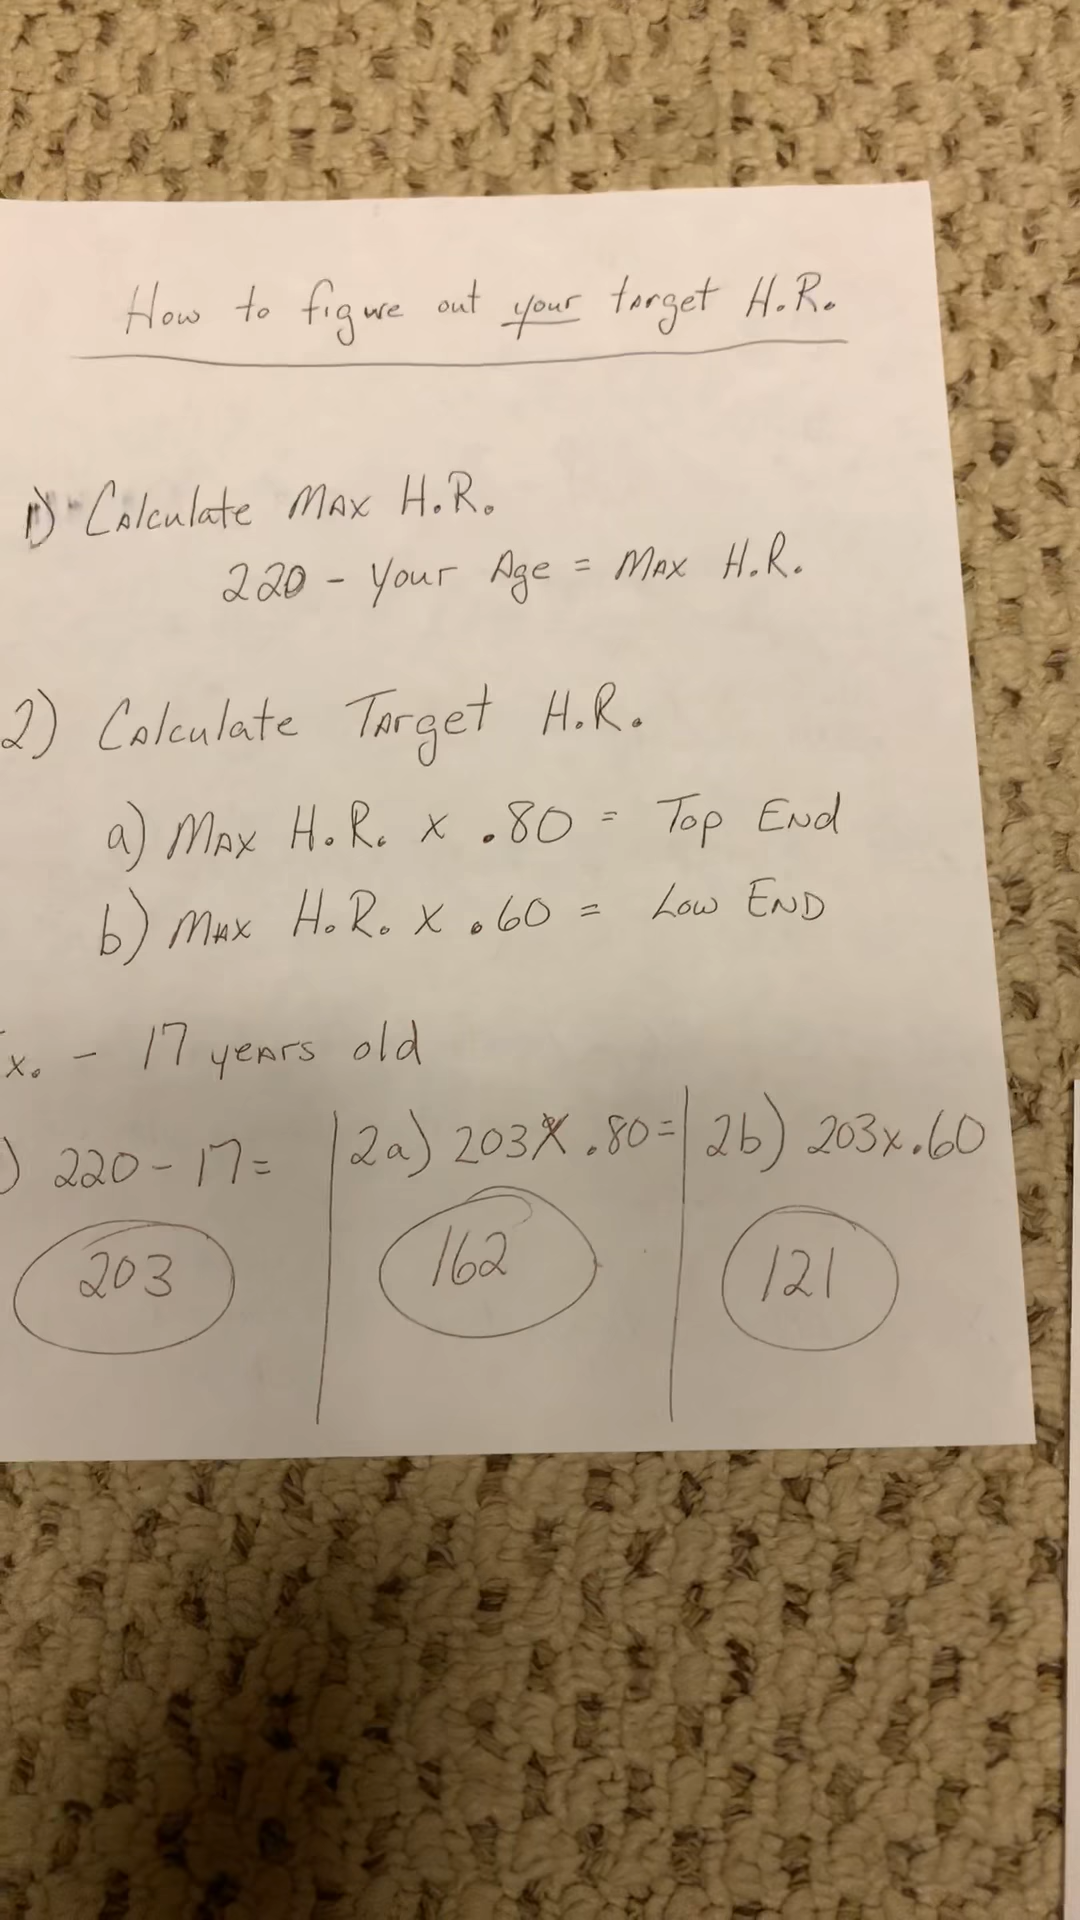 How to figure out your target H.R.
1) Calculate Max H.R.
220 - Your Age = Max H.R.
2) Calculate Target H.R.
a) Max H.R. x .80 = Top End
b) Max H.R. x .60 = Low END
x. - 17 years old
) 220 - 17 = 2a) 203 x .80 = 2b) 203 x .60
203 162 121